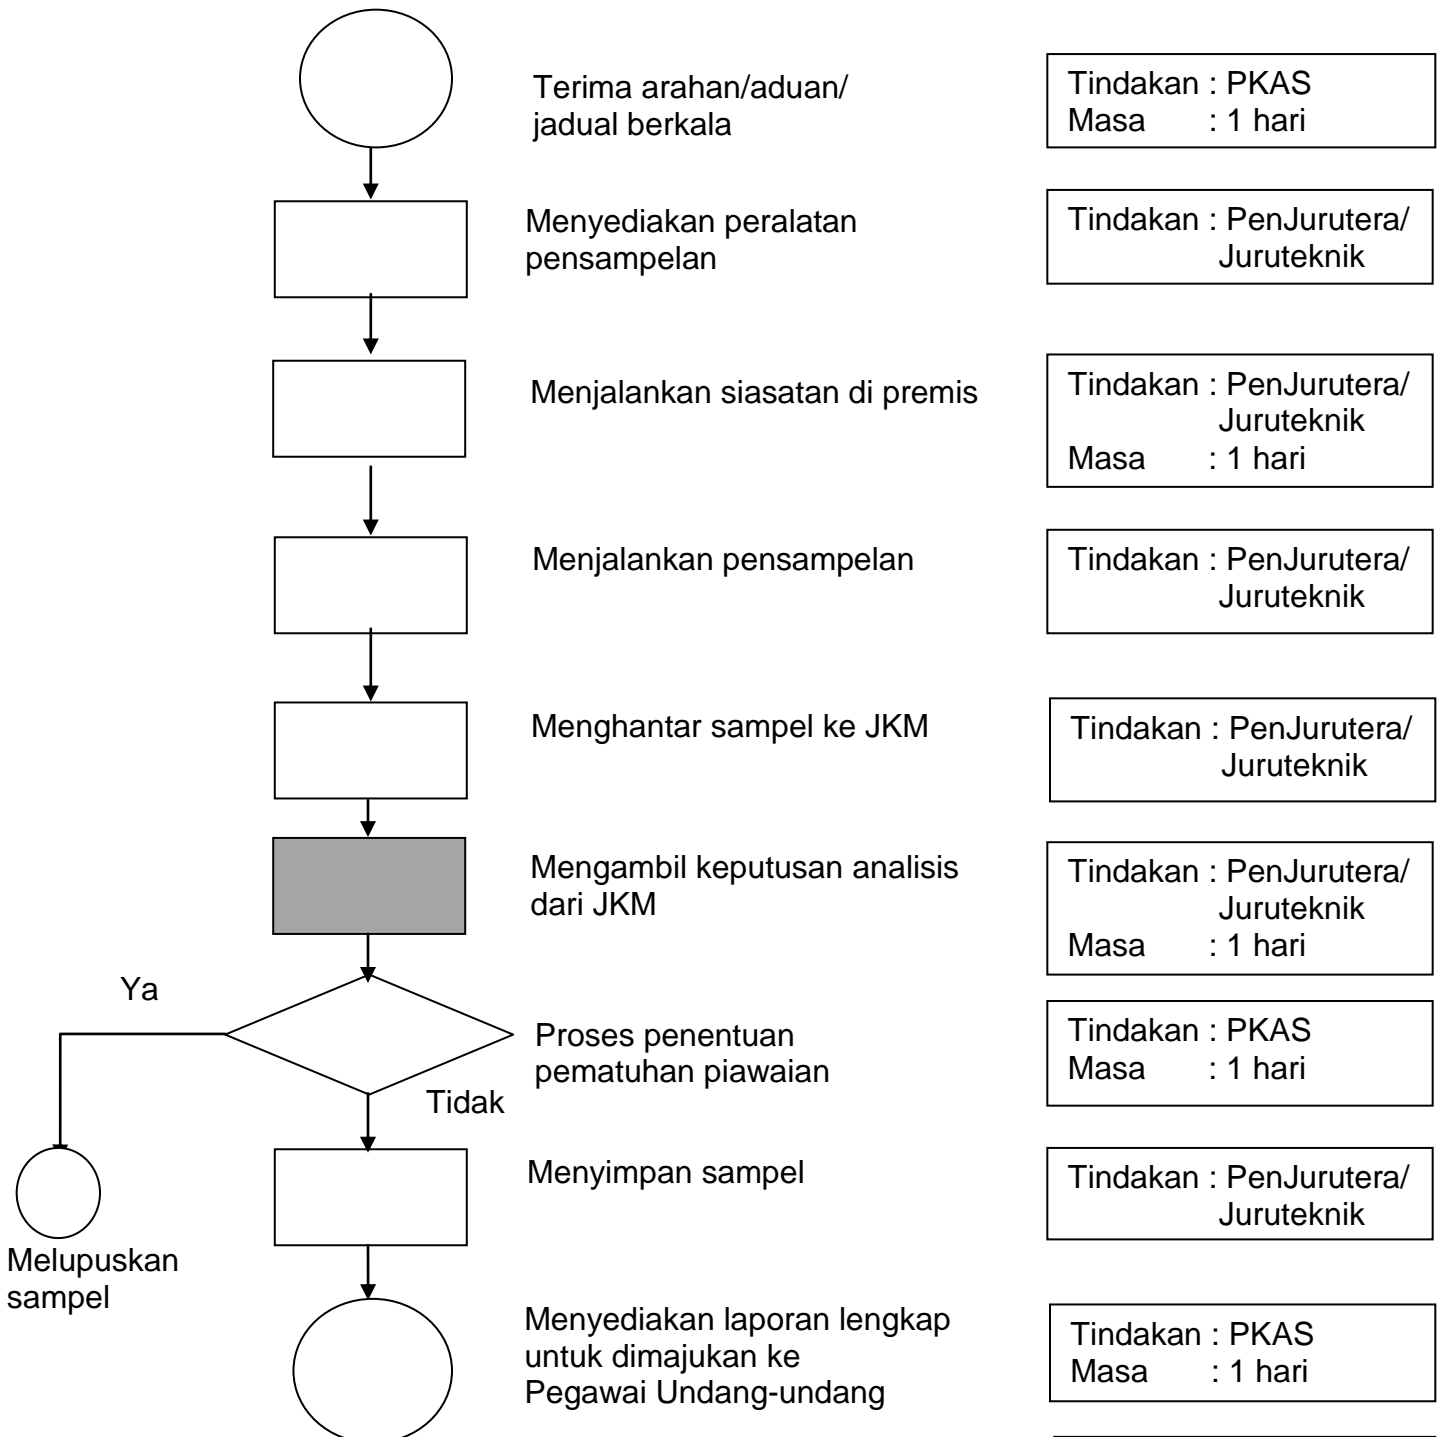 Terima arahan/aduan/
jadual berkala
Tindakan : PKAS
Masa : 1 hari
Menyediakan peralatan
pensampelan
Tindakan : PenJurutera/
Juruteknik
Menjalankan siasatan di premis
Tindakan : PenJurutera/
Juruteknik
Masa : 1 hari
Menjalankan pensampelan
Tindakan : PenJurutera/
Juruteknik
Menghantar sampel ke JKM
Tindakan : PenJurutera/
Juruteknik
Mengambil keputusan analisis
dari JKM
Tindakan : PenJurutera/
Juruteknik
Masa : 1 hari
Ya
Proses penentuan
pematuhan piawaian
Tindakan : PKAS
Masa : 1 hari
Tidak
Menyimpan sampel
Tindakan : PenJurutera/
Juruteknik
Melupuskan
sampel
Menyediakan laporan lengkap
untuk dimajukan ke
Pegawai Undang-undang
Tindakan : PKAS
Masa : 1 hari